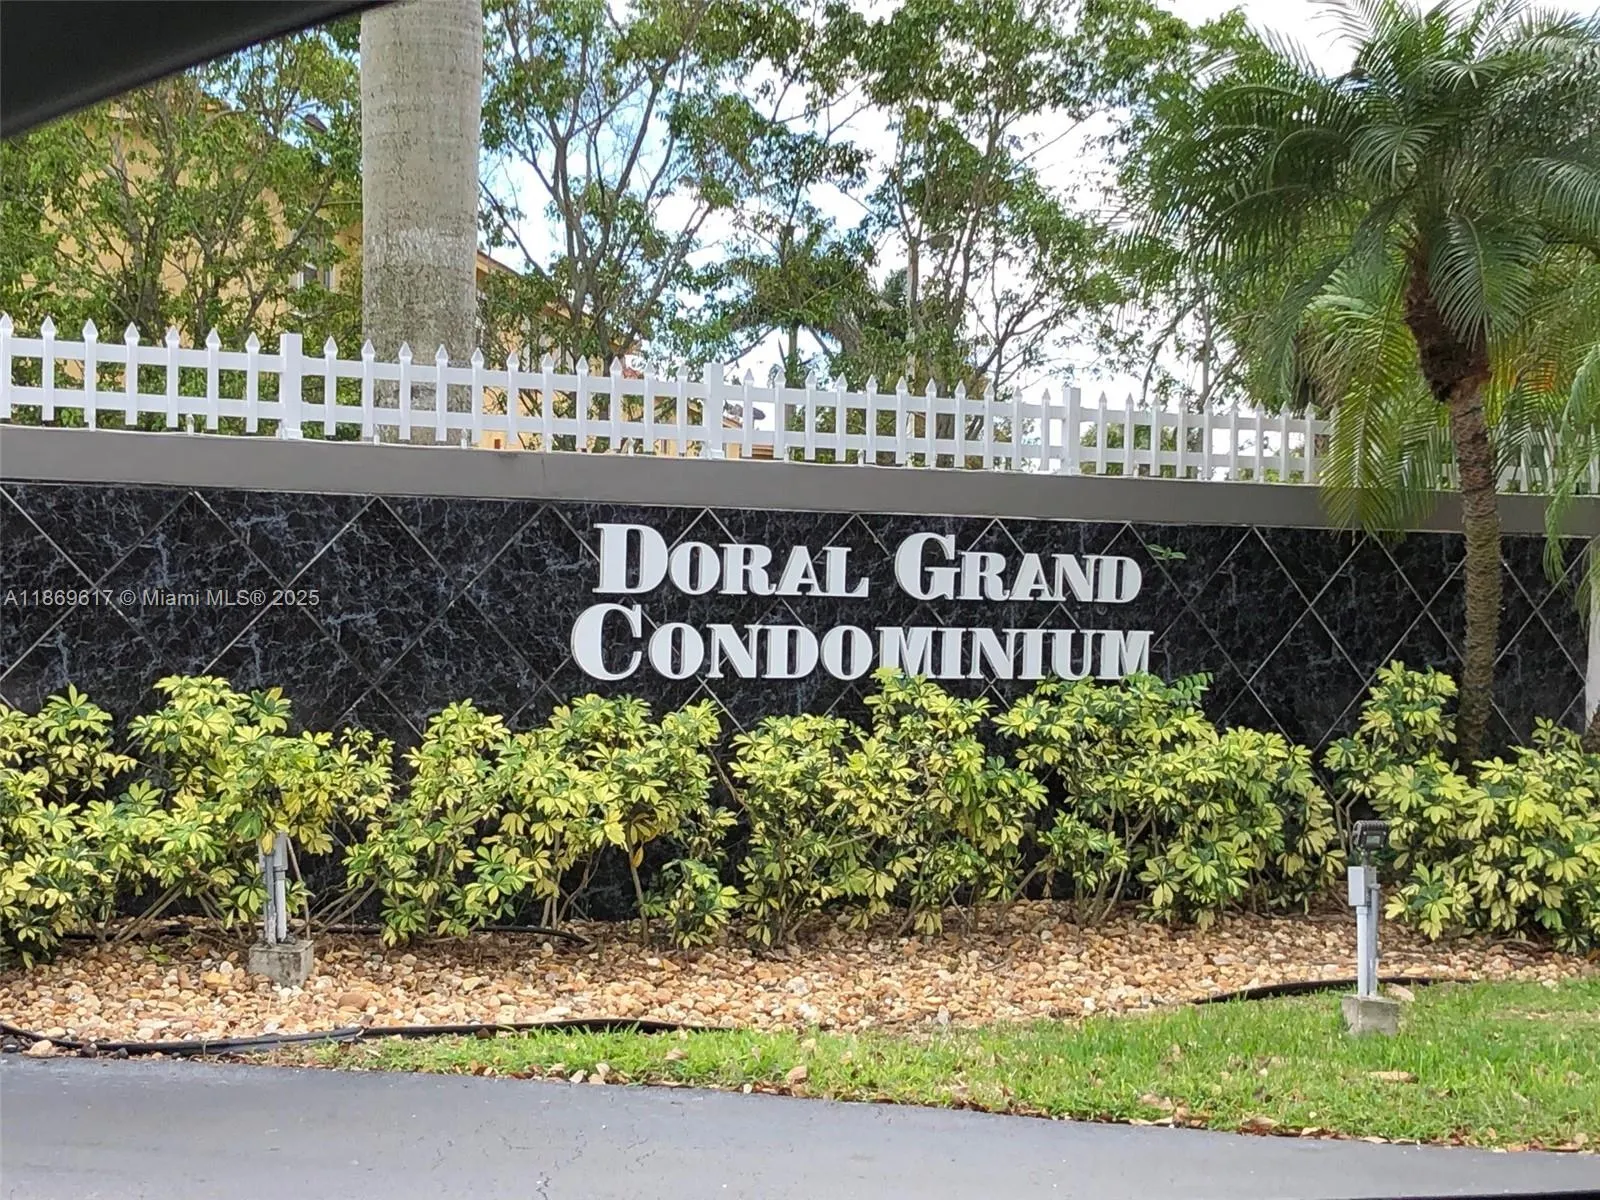 DORAL GRAND
CONDOMINIUM
A11869617 © Miami MLS® 2025